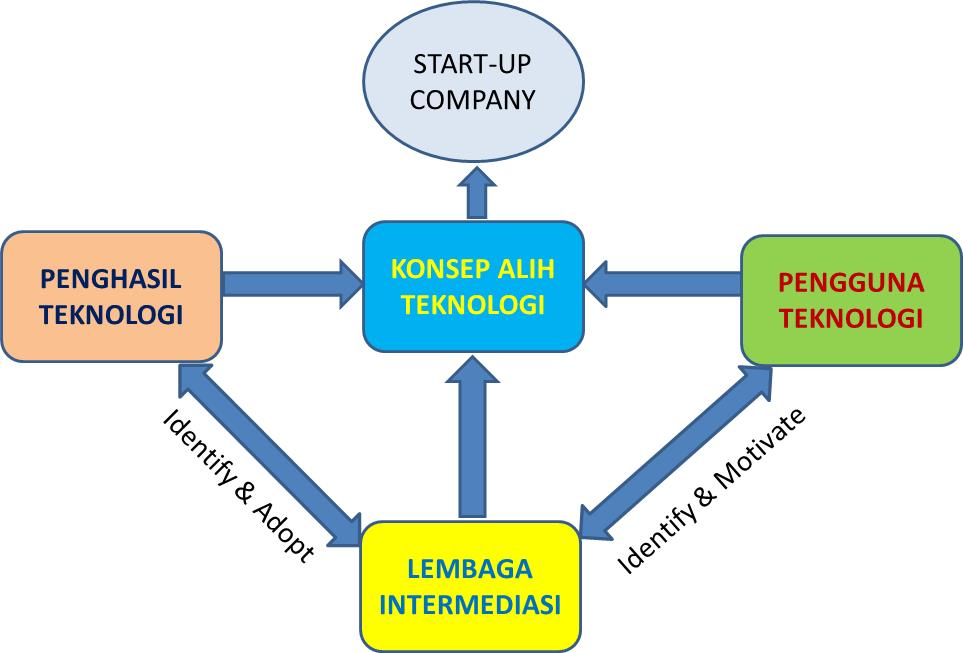 START-UP
COMPANY
PENGHASIL
TEKNOLOGI
KONSEP ALIH
TEKNOLOGI
PENGGUNA
TEKNOLOGI
Identify & Adopt
Identify & Motivate
LEMBAGA
INTERMEDIASI